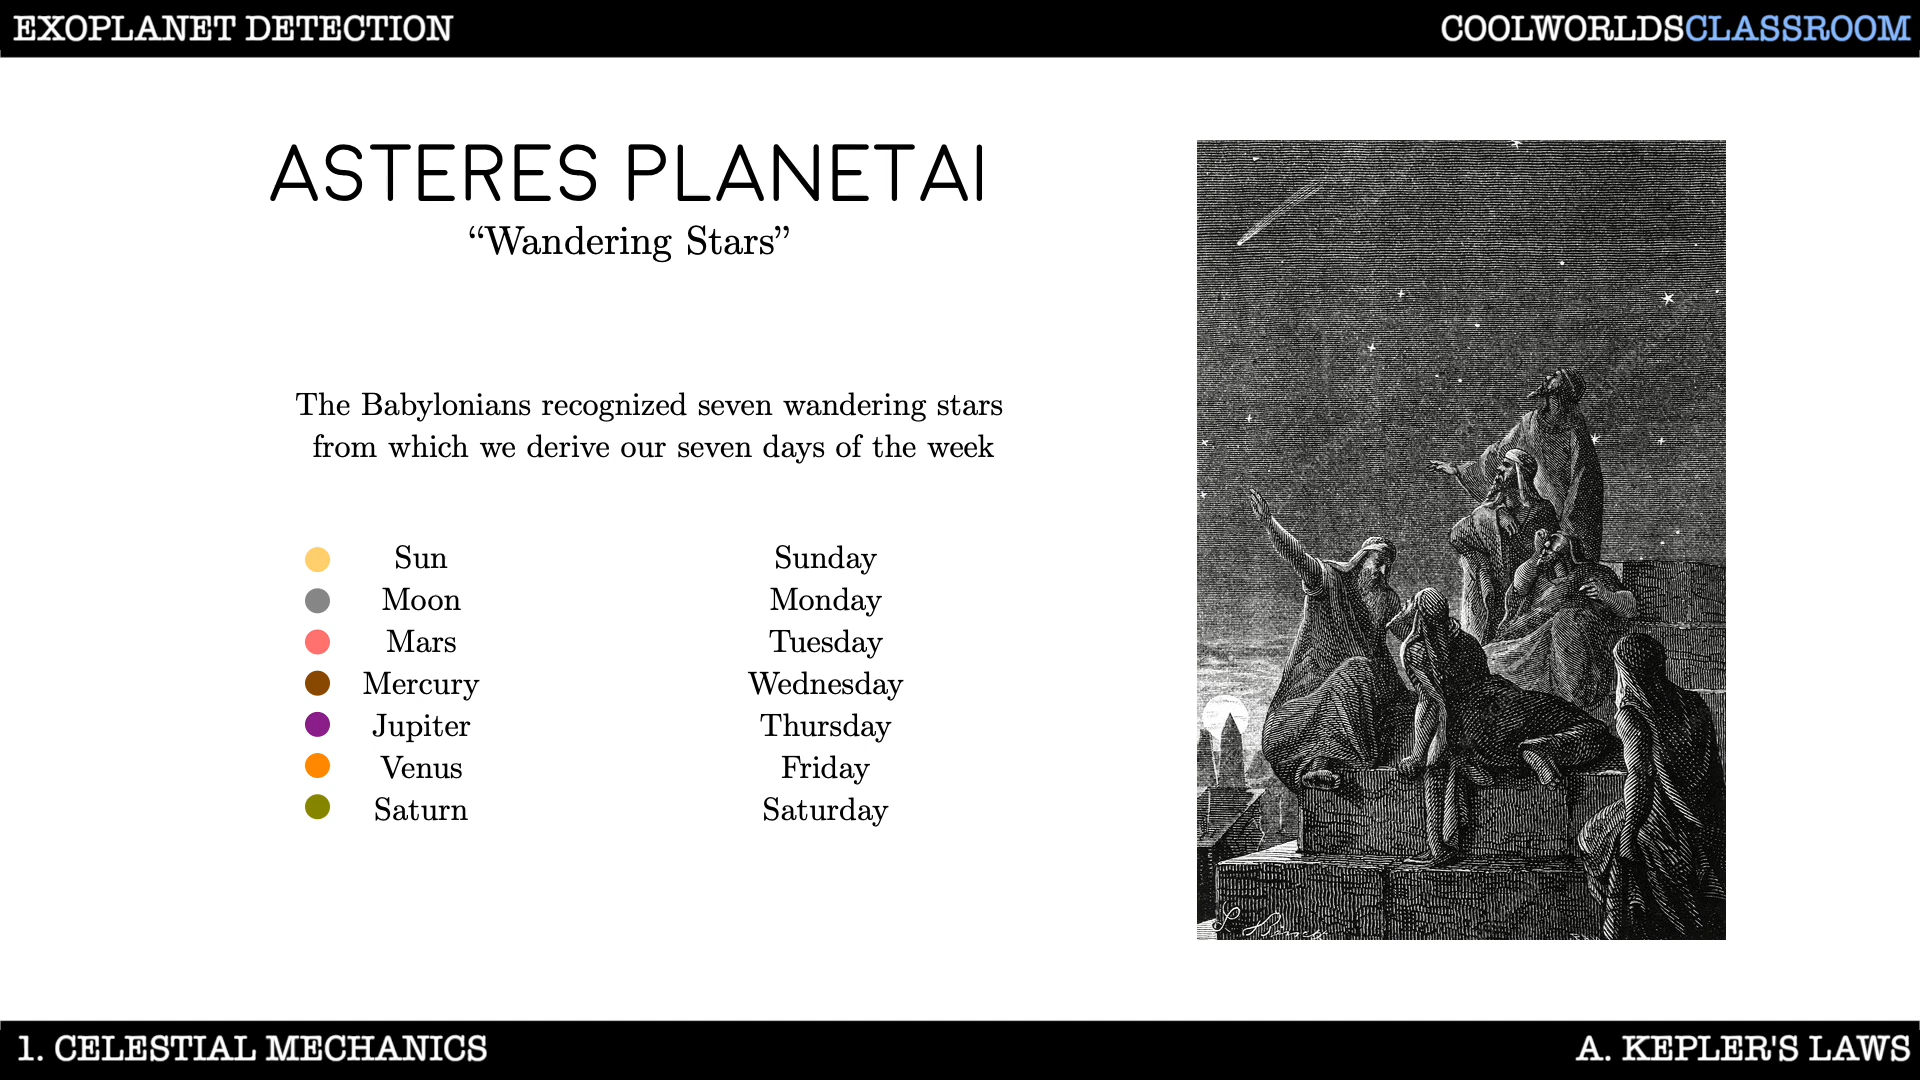 EXOPLANET DETECTION
COOLWORLDSCLASSROOM
ASTERES PLANETAI
“Wandering Stars”
The Babylonians recognized seven wandering stars
from which we derive our seven days of the week
Sun Sunday
Moon Monday
Mars Tuesday
Mercury Wednesday
Jupiter Thursday
Venus Friday
Saturn Saturday
1. CELESTIAL MECHANICS
A. KEPLER'S LAWS